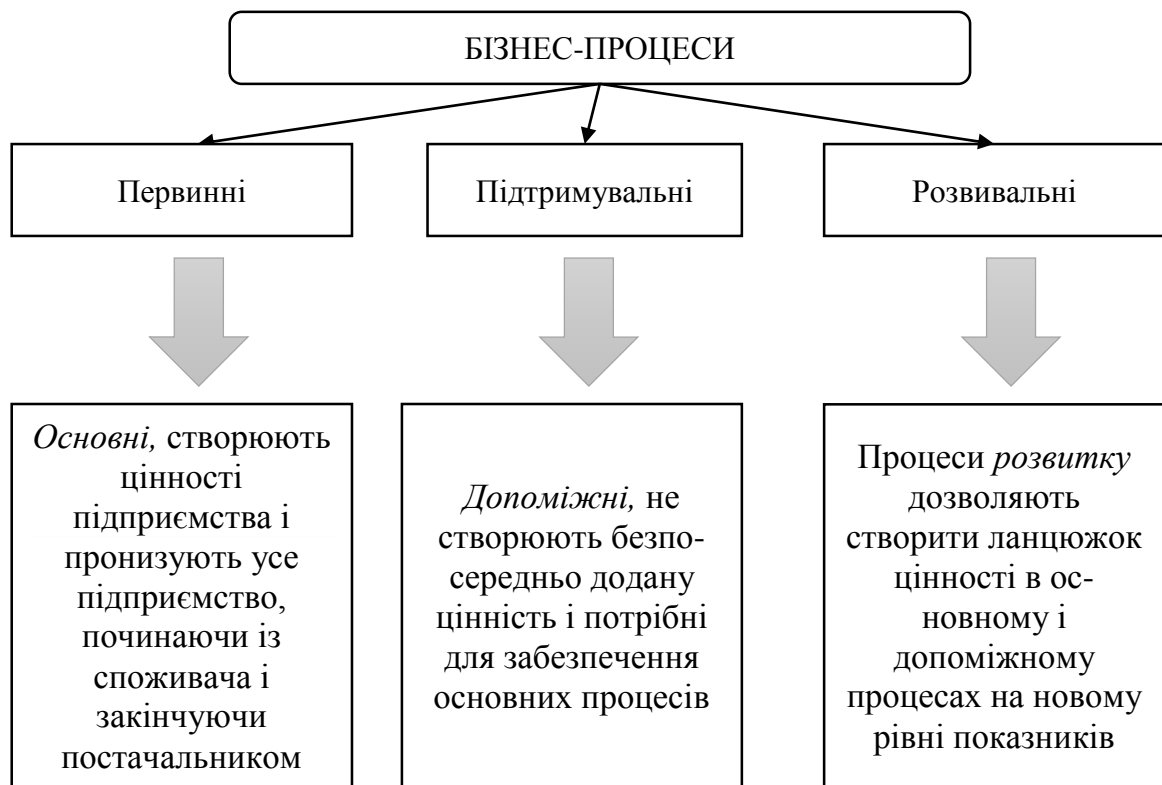 БІЗНЕС-ПРОЦЕСИ
Первинні
Підтримувальні
Розвивальні
Основні, створюють
цінності
підприємства і
пронизують усе
підприємство,
починаючи із
споживача і
закінчуючи
постачальником
Допоміжні, не
створюють безпо-
середньо додану
цінність і потрібні
для забезпечення
основних процесів
Процеси розвитку
дозволяють
створити ланцюжок
цінності в ос-
новному і
допоміжному
процесах на новому
рівні показників